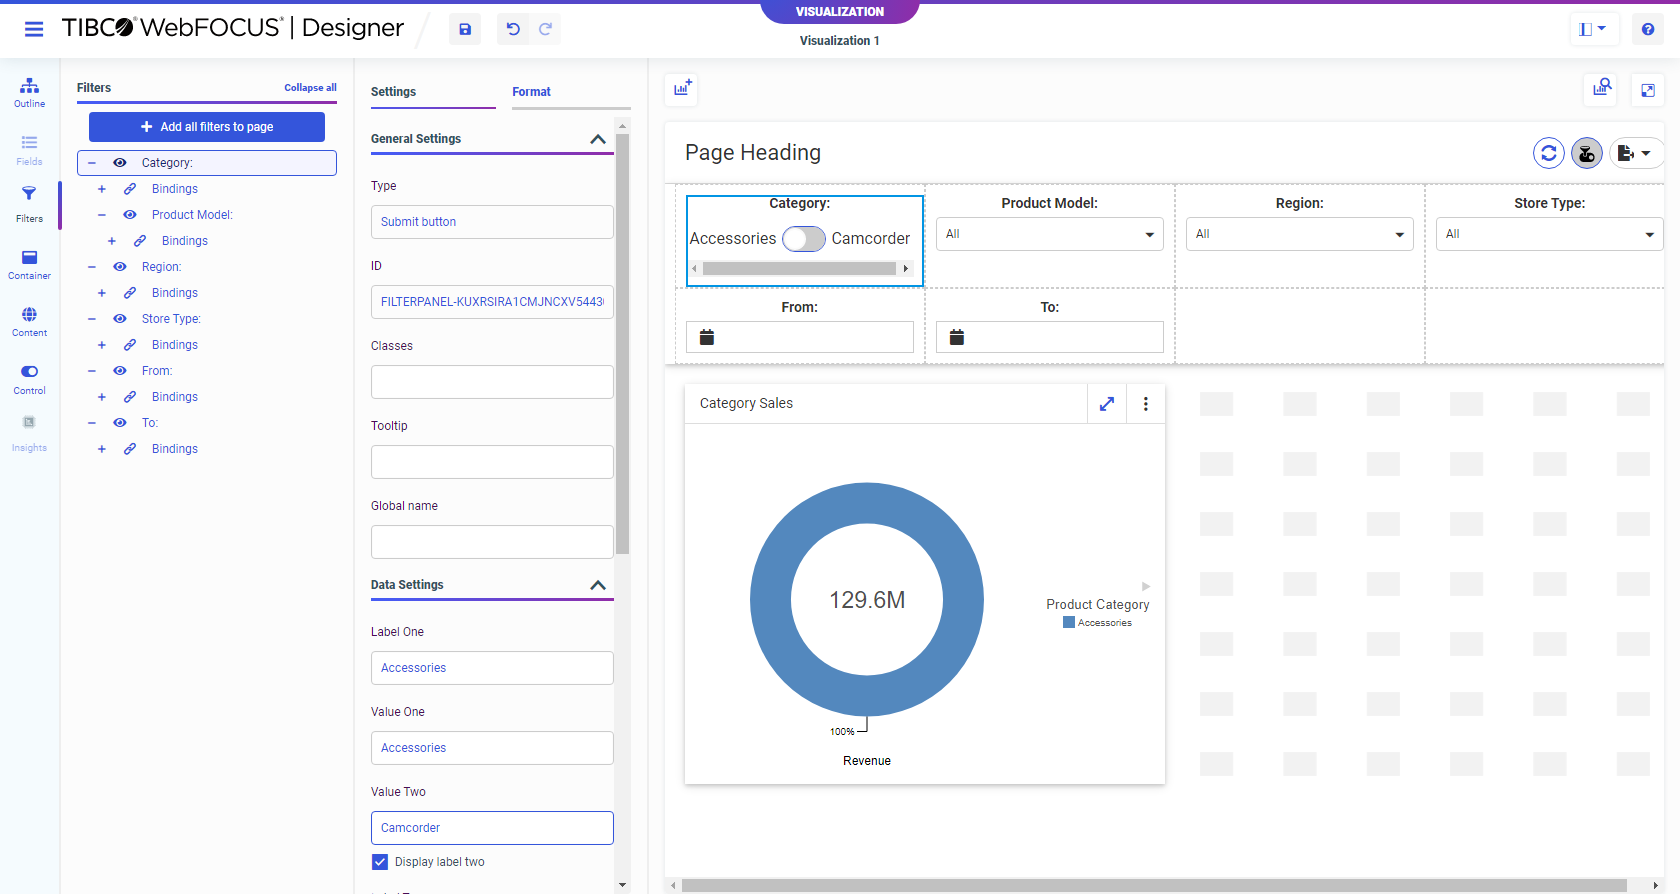 VISUALIZATION
TIBCO® WebFOCUS® | Designer
Visualization 1
Outline
Fields
Filters
Container
Content
Control
Insights
Filters
Collapse all
+ Add all filters to page
Category:
Bindings
Product Model:
Bindings
Region:
Bindings
Store Type:
Bindings
From:
Bindings
To:
Bindings
Settings
Format
General Settings
Type
Submit button
ID
FILTERPANEL-KUXRSIRA1CMJNCXV5443
Classes
Tooltip
Global name
Data Settings
Label One
Accessories
Value One
Accessories
Value Two
Camcorder
Display label two
Page Heading
Category:
Accessories
Camcorder
Product Model:
All
Region:
All
Store Type:
All
From:
To:
Category Sales
129.6M
100%
Revenue
Product Category
Accessories